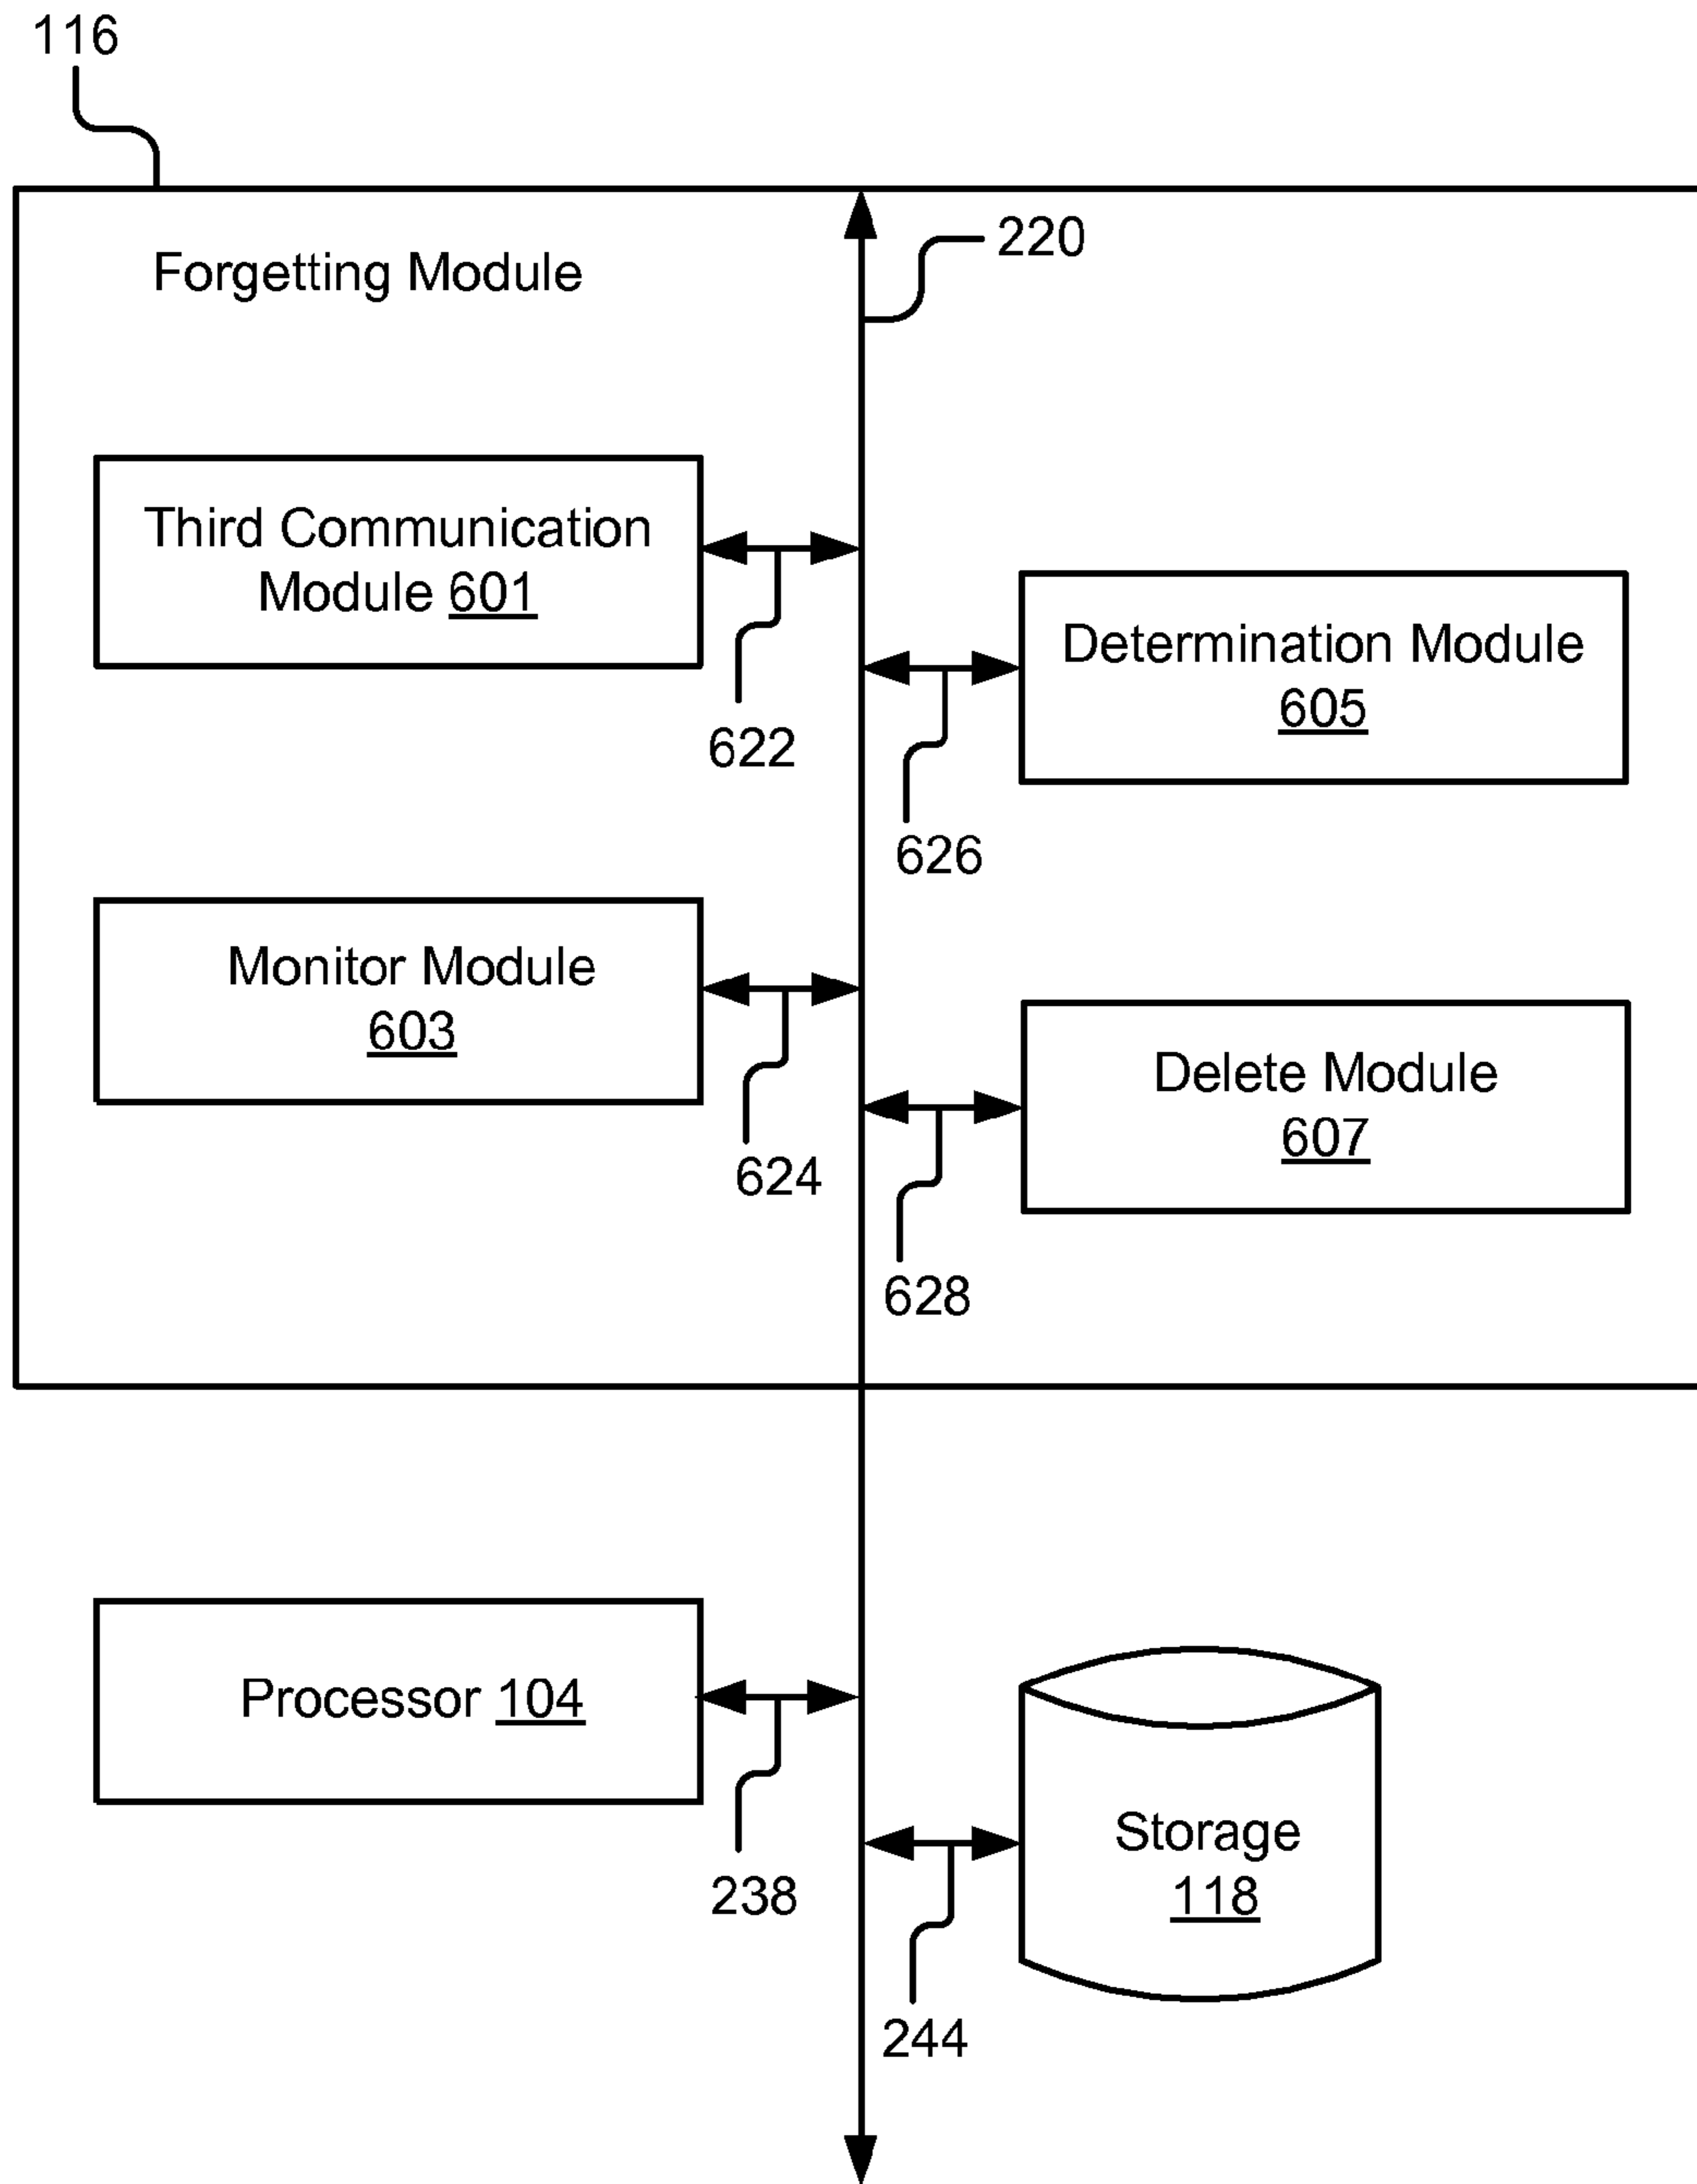 116
220
Forgetting Module
Third Communication
Module 601
622
Determination Module
605
626
Monitor Module
603
624
Delete Module
607
628
Processor 104
238
Storage
118
244